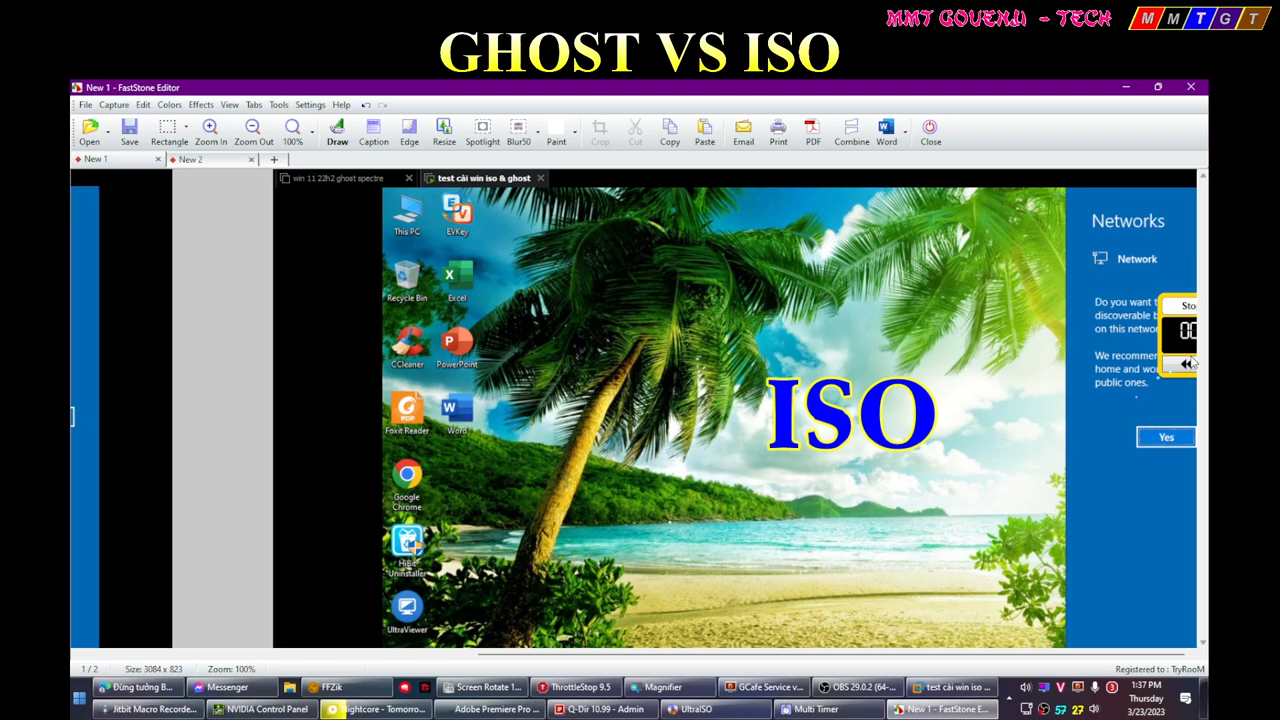 MMT GOUENJI - TECH
M M T G T
GHOST VS ISO
New 1 - FastStone Editor
File Capture Edit Colors Effects View Tabs Tools Settings Help
Open Save Rectangle Zoom In Zoom Out 100% Draw Caption Edge Resize Spotlight Blur50 Paint Crop Cut Copy Paste Email Print PDF Combine Word Close
New 1
New 2
win 11 22h2 ghost spectre
test cài win iso & ghost
This PC
EVKey
Recycle Bin
Excel
CCleaner
PowerPoint
Foxit Reader
Word
Google
Chrome
HiBit
Uninstaller
UltraViewer
ISO
Networks
Network
Do you want
discoverable
on this netwo
We recommen
home and wo
public ones.
Sto
00
Yes
1 / 2
Size: 3084 x 823
Zoom: 100%
Registered to : TryRooM
Đừng tưởng B...
Messenger
FFZik
Screen Rotate 1...
ThrottleStop 9.5
Magnifier
GCafe Service v...
OBS 29.0.2 (64-...
test cài win iso ...
1:37 PM
Thursday
3/23/2023
Jitbit Macro Recorde...
NVIDIA Control Panel
Nightcore - Tomorro...
Adobe Premiere Pro ...
Q-Dir 10.99 - Admin
UltraISO
Multi Timer
New 1 - FastStone E...
57 27